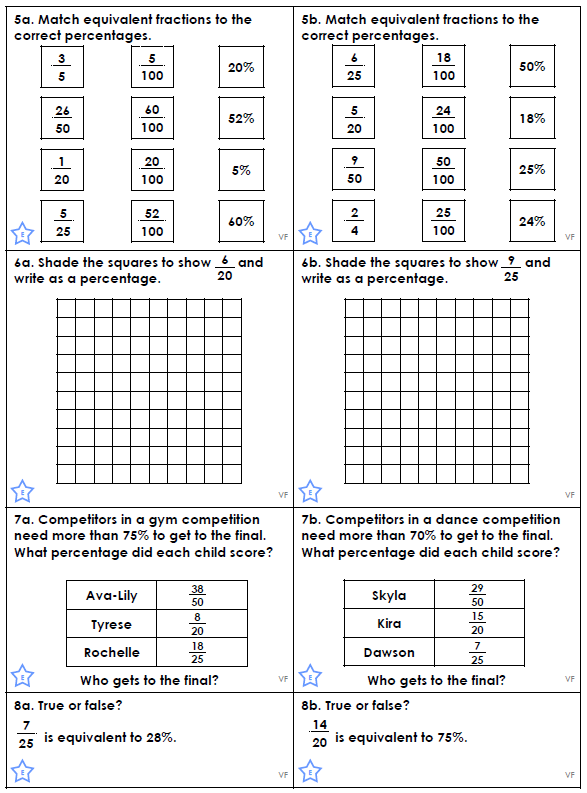 5a. Match equivalent fractions to the
correct percentages.
3/5 5/100 20%
26/50 60/100 52%
1/20 20/100 5%
5/25 52/100 60%
E VF
5b. Match equivalent fractions to the
correct percentages.
6/25 18/100 50%
5/20 24/100 18%
9/50 50/100 25%
2/4 25/100 24%
E VF
6a. Shade the squares to show 6/20 and
write as a percentage.
E VF
6b. Shade the squares to show 9/25 and
write as a percentage.
E VF
7a. Competitors in a gym competition
need more than 75% to get to the final.
What percentage did each child score?
Ava-Lily 38/50
Tyrese 8/20
Rochelle 18/25
Who gets to the final?
E VF
7b. Competitors in a dance competition
need more than 70% to get to the final.
What percentage did each child score?
Skyla 29/50
Kira 15/20
Dawson 7/25
Who gets to the final?
E VF
8a. True or false?
7/25 is equivalent to 28%.
E VF
8b. True or false?
14/20 is equivalent to 75%.
E VF